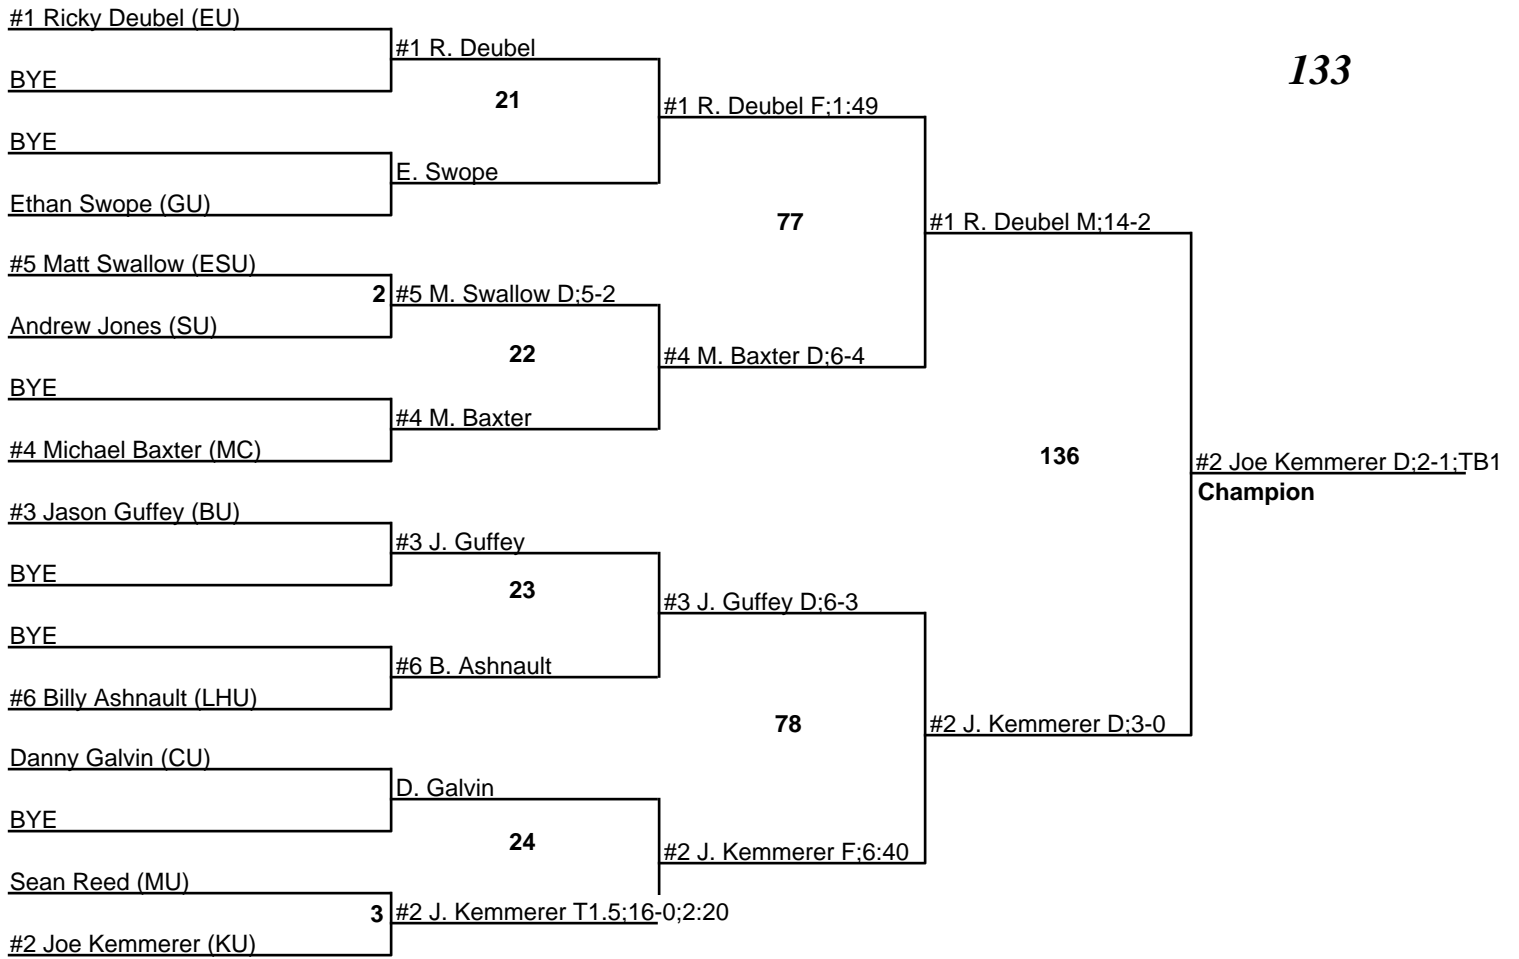 #1 Ricky Deubel (EU)
#1 R. Deubel
133
BYE
21
#1 R. Deubel F;1:49
BYE
E. Swope
Ethan Swope (GU)
77
#1 R. Deubel M;14-2
#5 Matt Swallow (ESU)
2
#5 M. Swallow D;5-2
Andrew Jones (SU)
22
#4 M. Baxter D;6-4
BYE
#4 M. Baxter
#4 Michael Baxter (MC)
136
#2 Joe Kemmerer D;2-1;TB1
Champion
#3 Jason Guffey (BU)
#3 J. Guffey
BYE
23
#3 J. Guffey D;6-3
BYE
#6 B. Ashnault
#6 Billy Ashnault (LHU)
78
#2 J. Kemmerer D;3-0
Danny Galvin (CU)
D. Galvin
BYE
24
#2 J. Kemmerer F;6:40
Sean Reed (MU)
3
#2 J. Kemmerer T1.5;16-0;2:20
#2 Joe Kemmerer (KU)